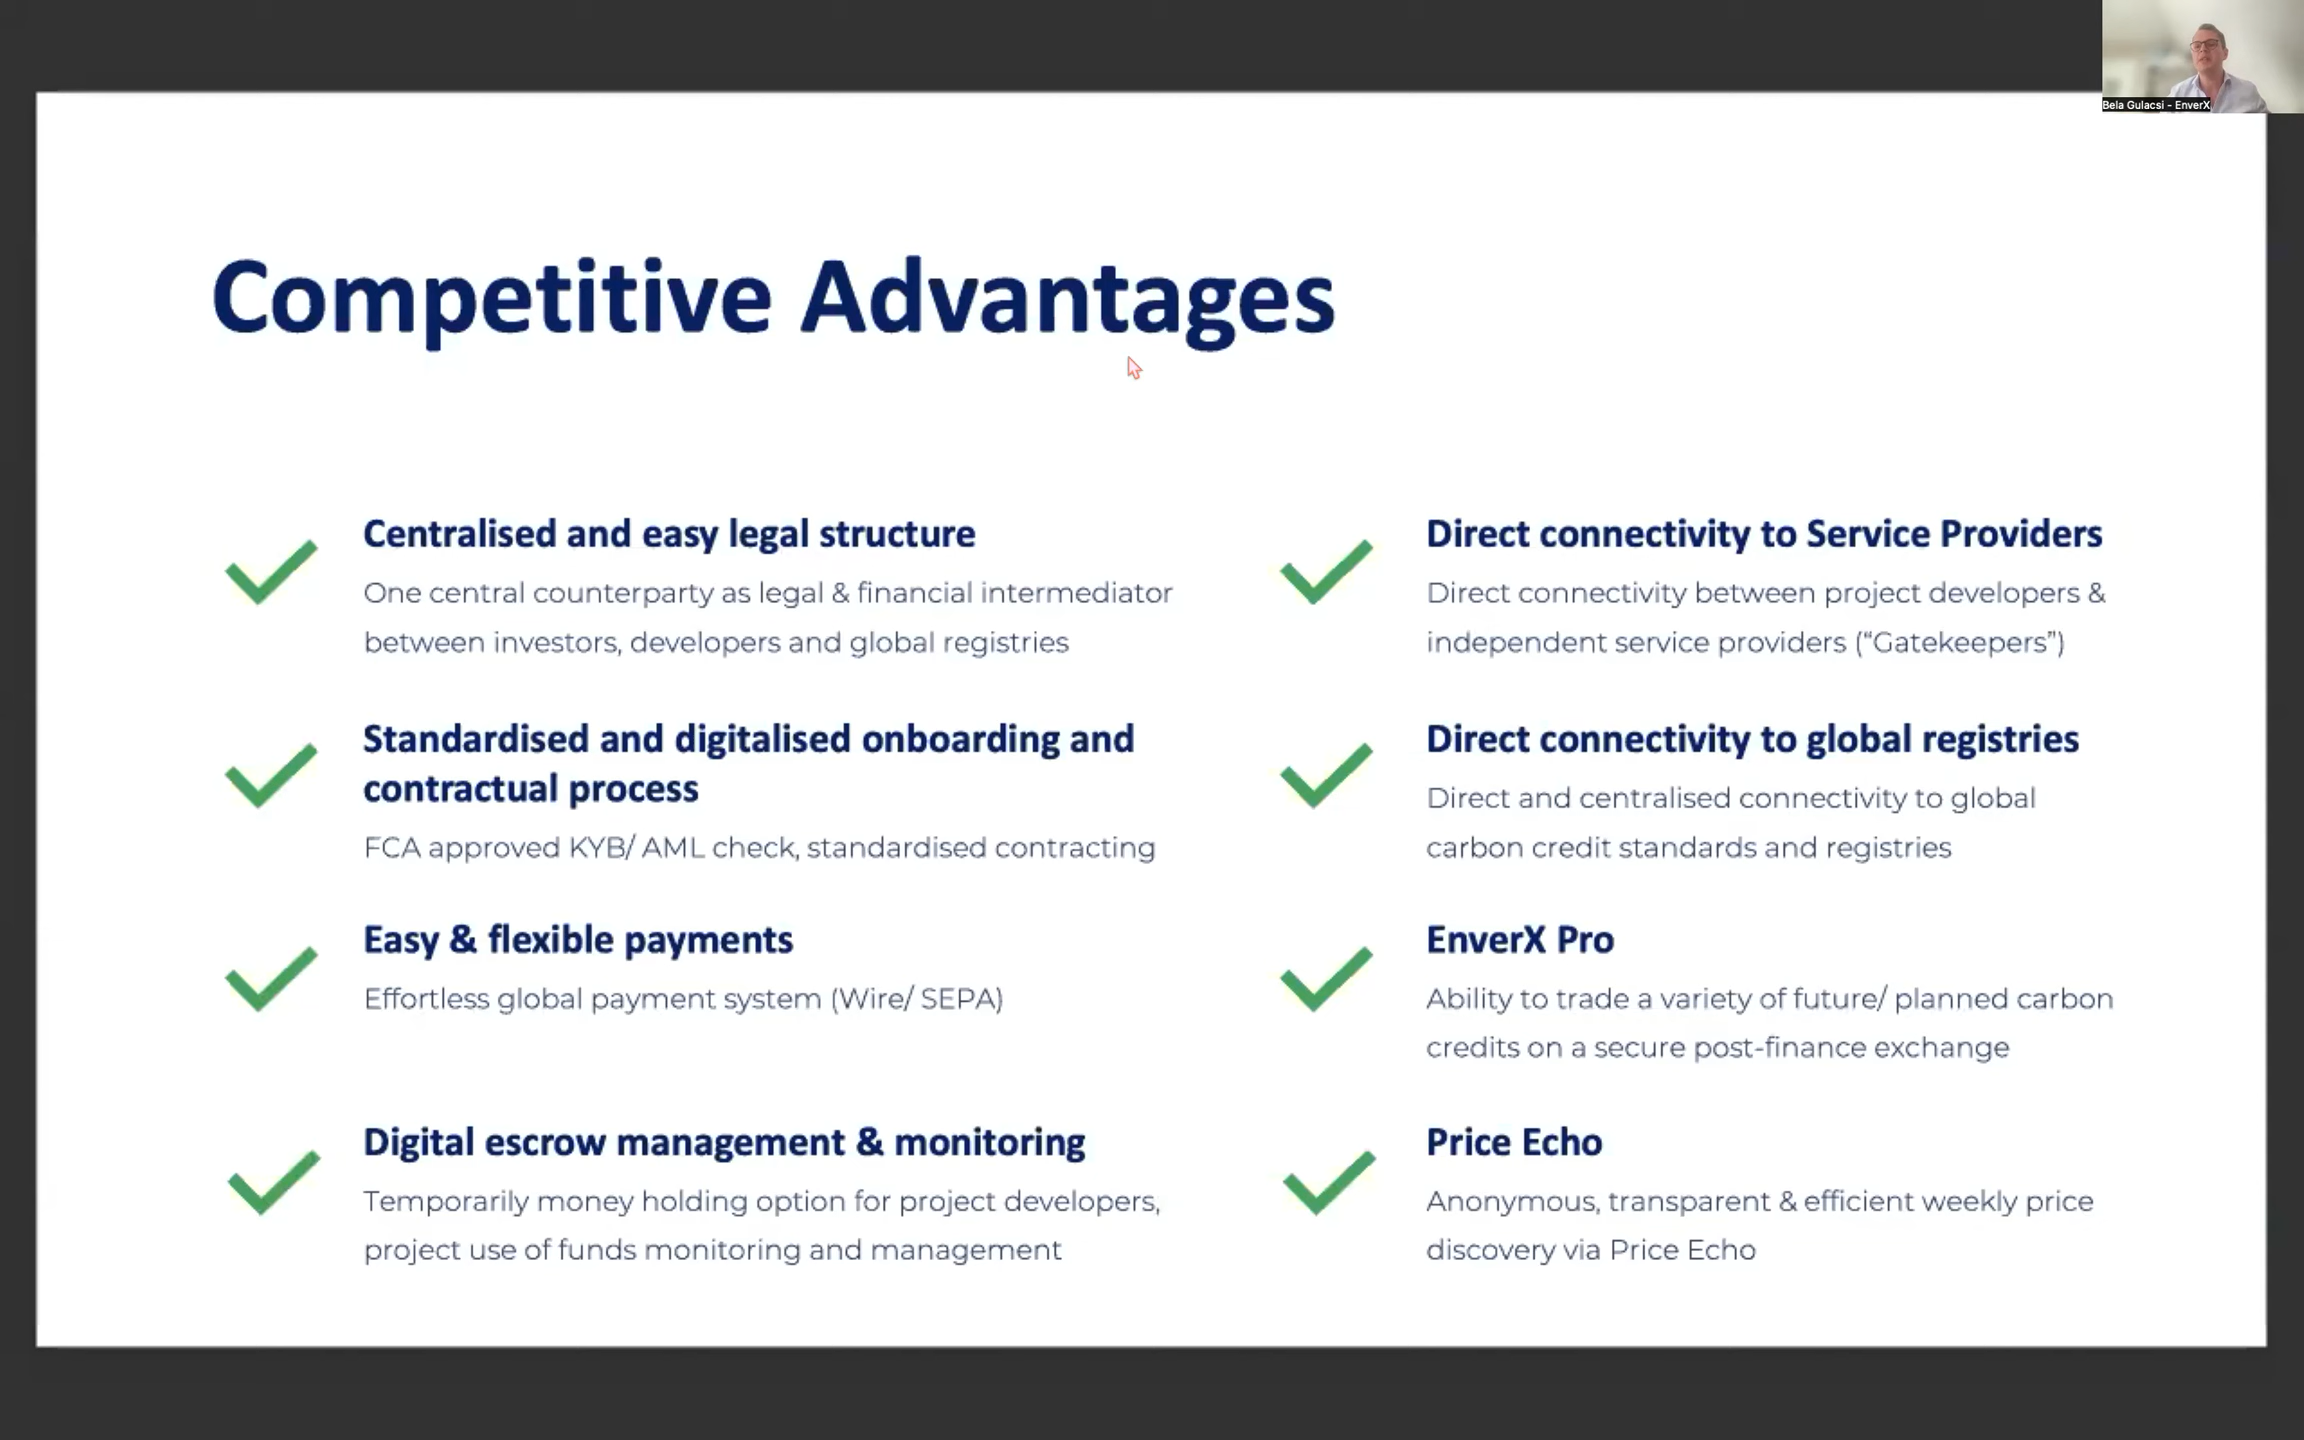 Bela Gulacsi - EnverX
Competitive Advantages
Centralised and easy legal structure
One central counterparty as legal & financial intermediator
between investors, developers and global registries
Standardised and digitalised onboarding and
contractual process
FCA approved KYB/ AML check, standardised contracting
Easy & flexible payments
Effortless global payment system (Wire/ SEPA)
Digital escrow management & monitoring
Temporarily money holding option for project developers,
project use of funds monitoring and management
Direct connectivity to Service Providers
Direct connectivity between project developers &
independent service providers (“Gatekeepers”)
Direct connectivity to global registries
Direct and centralised connectivity to global
carbon credit standards and registries
EnverX Pro
Ability to trade a variety of future/ planned carbon
credits on a secure post-finance exchange
Price Echo
Anonymous, transparent & efficient weekly price
discovery via Price Echo